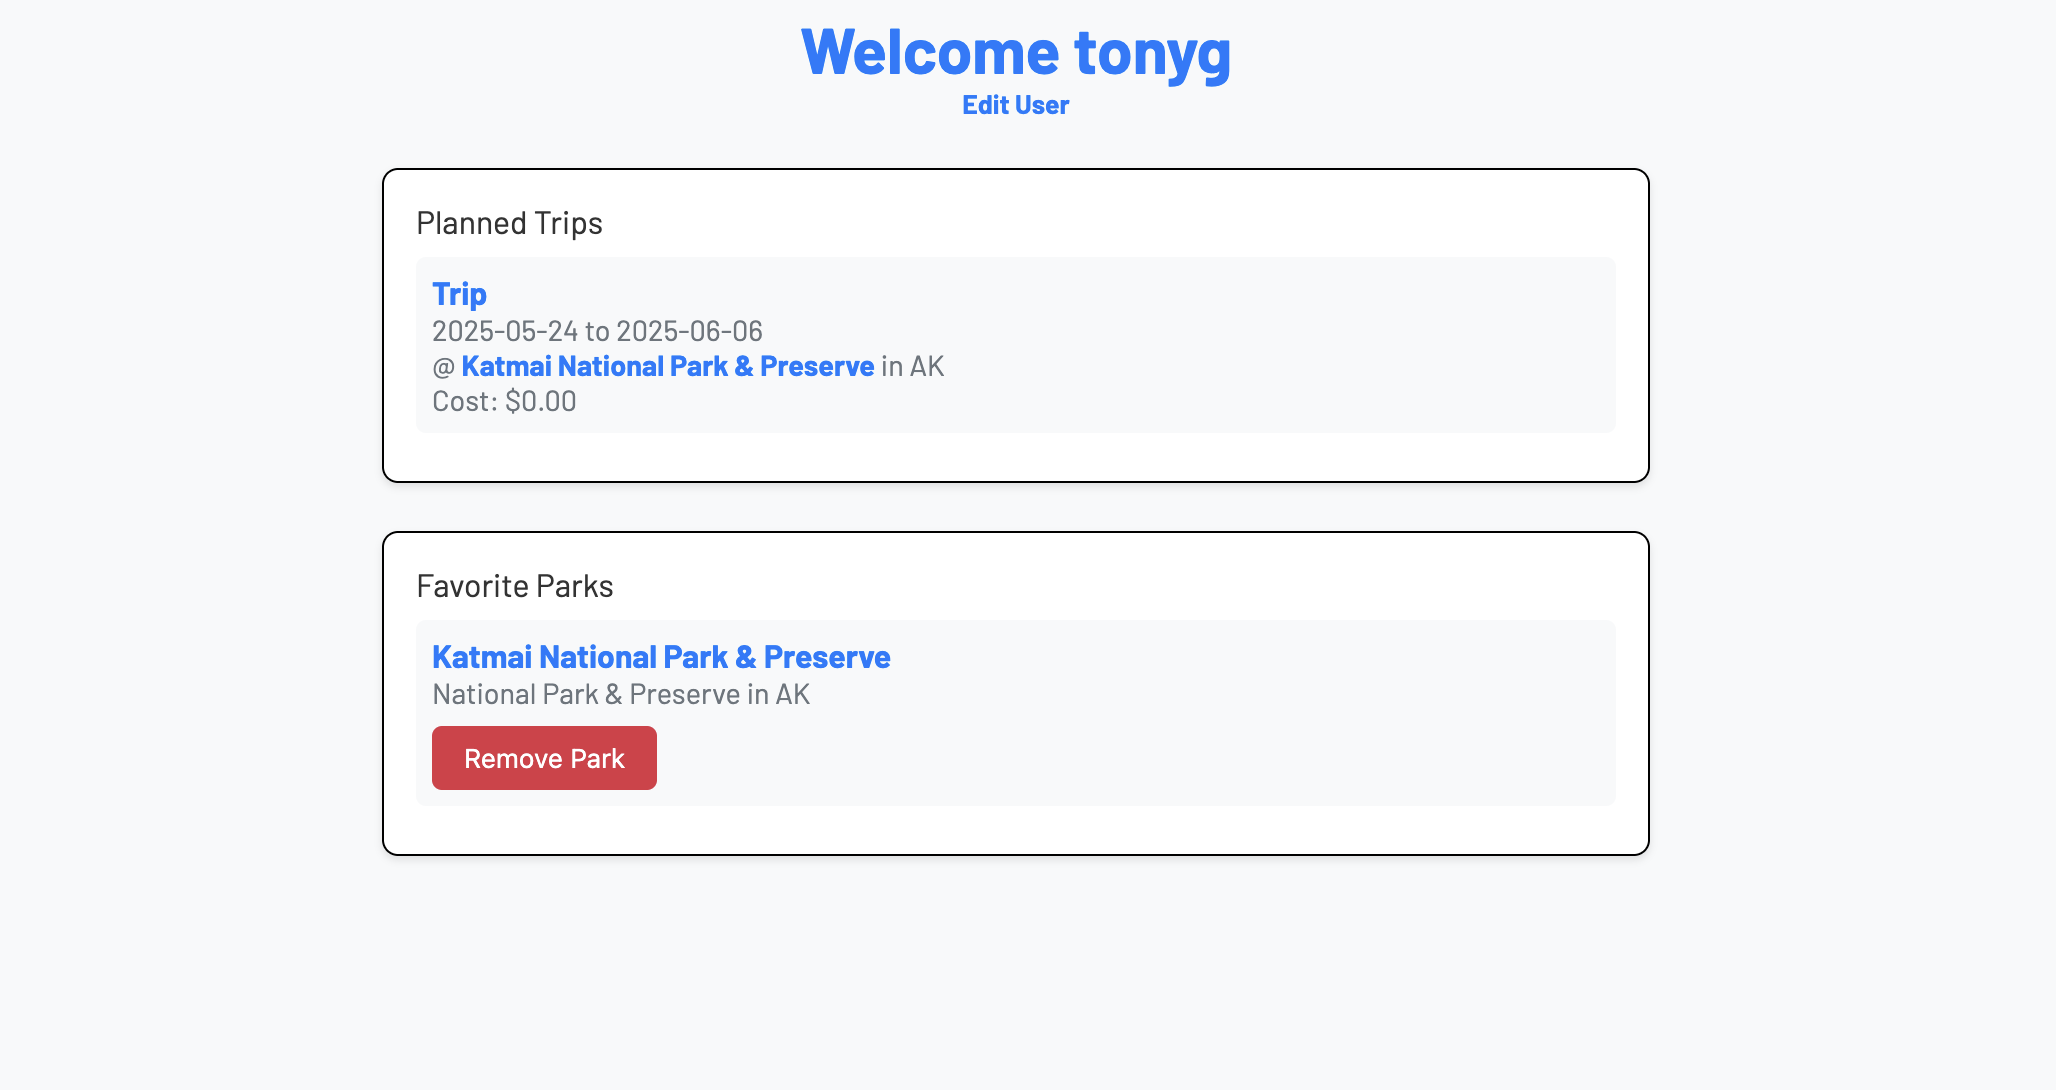 Welcome tonyg
Edit User
Planned Trips
Trip
2025-05-24 to 2025-06-06
@ Katmai National Park & Preserve in AK
Cost: $0.00
Favorite Parks
Katmai National Park & Preserve
National Park & Preserve in AK
Remove Park